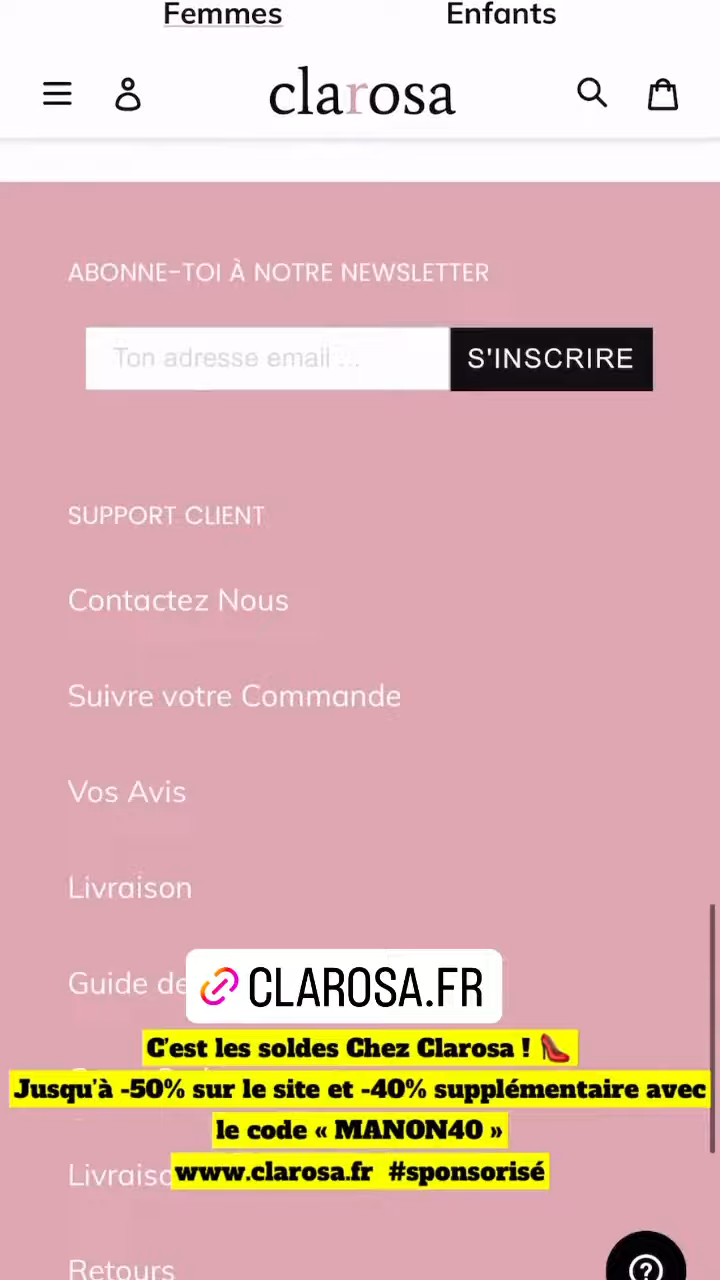 Femmes Enfants
clarosa
ABONNE-TOI À NOTRE NEWSLETTER
Ton adresse email ... S'INSCRIRE
SUPPORT CLIENT
Contactez Nous
Suivre votre Commande
Vos Avis
Livraison
Guide de
CLAROSA.FR
C'est les soldes Chez Clarosa ! 👠
Jusqu'à -50% sur le site et -40% supplémentaire avec
le code « MANON40 »
www.clarosa.fr #sponsorisé
Retours